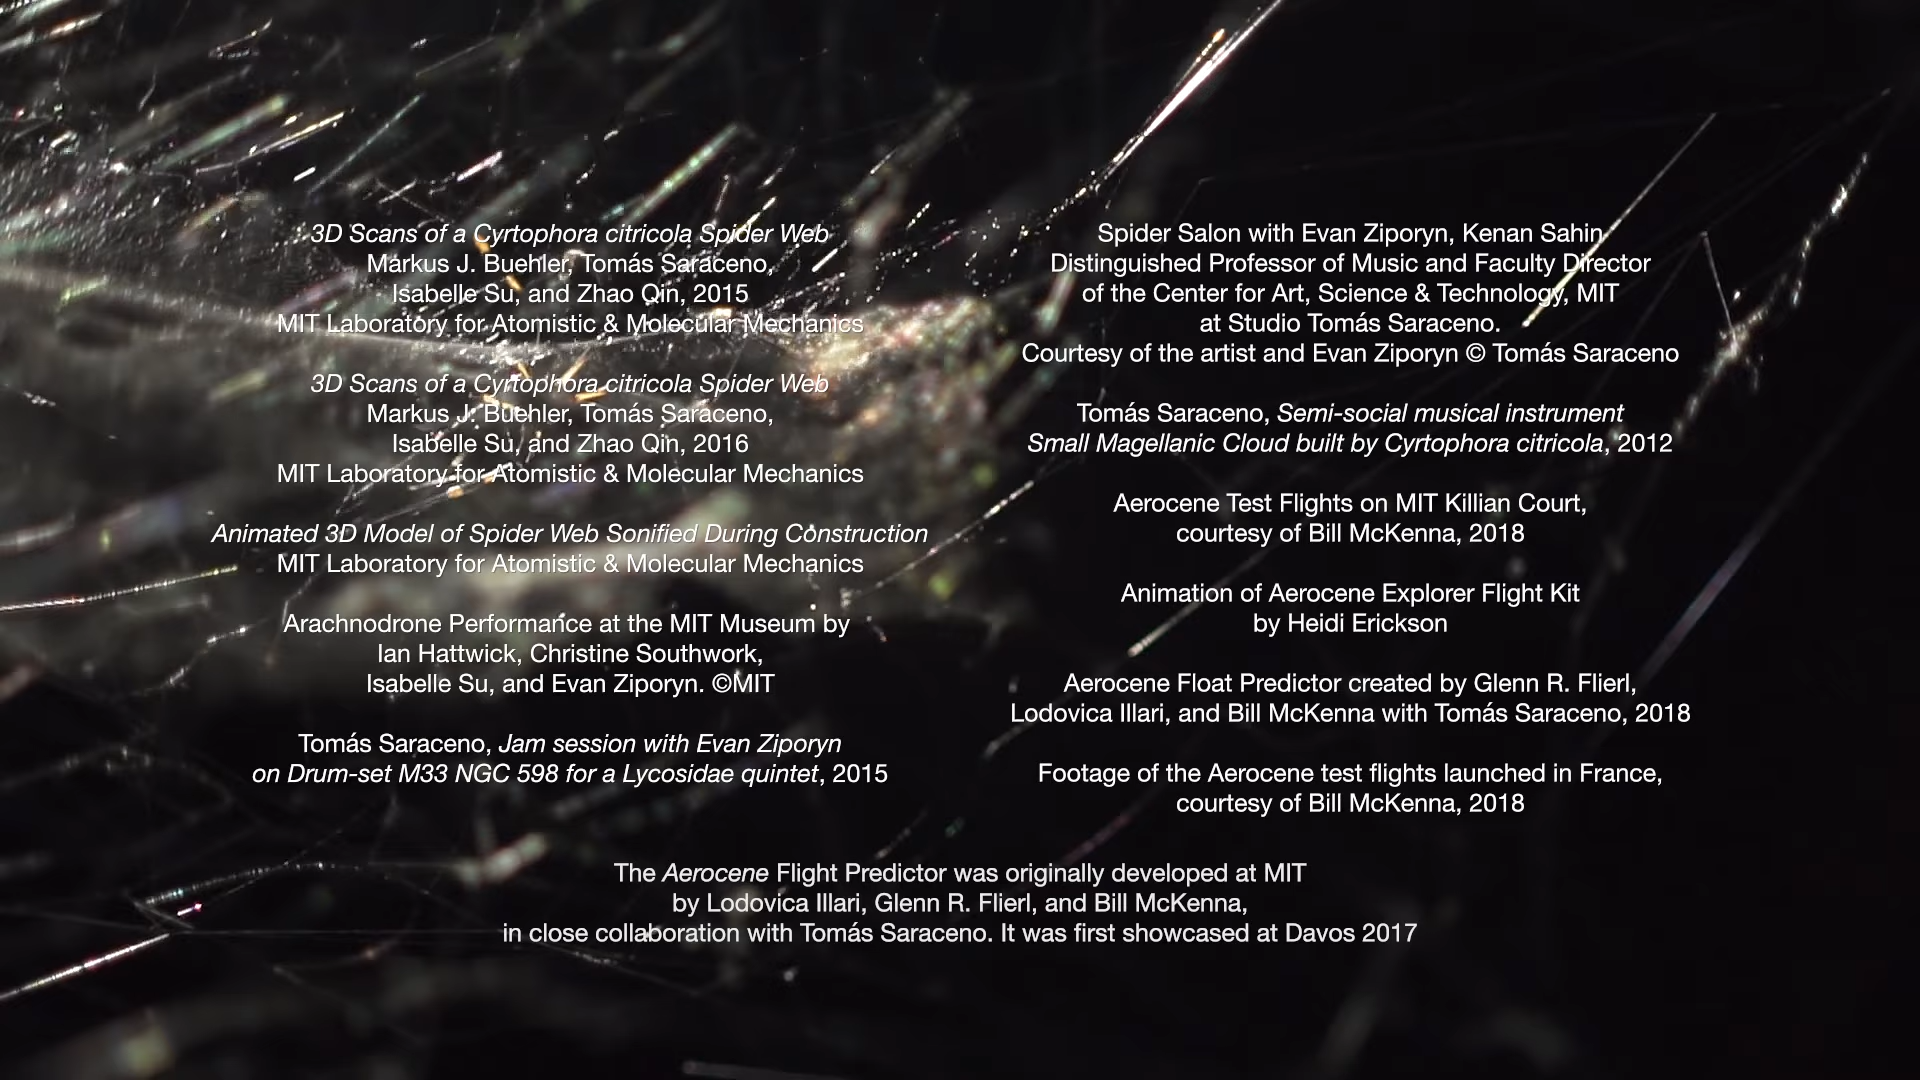 3D Scans of a Cyrtophora citricola Spider Web
Markus J. Buehler, Tomás Saraceno,
Isabelle Su, and Zhao Qin, 2015
MIT Laboratory for Atomistic & Molecular Mechanics
3D Scans of a Cyrtophora citricola Spider Web
Markus J. Buehler, Tomás Saraceno,
Isabelle Su, and Zhao Qin, 2016
MIT Laboratory for Atomistic & Molecular Mechanics
Animated 3D Model of Spider Web Sonified During Construction
MIT Laboratory for Atomistic & Molecular Mechanics
Arachnodrone Performance at the MIT Museum by
Ian Hattwick, Christine Southwork,
Isabelle Su, and Evan Ziporyn. ©MIT
Tomás Saraceno, Jam session with Evan Ziporyn
on Drum-set M33 NGC 598 for a Lycosidae quintet, 2015
Spider Salon with Evan Ziporyn, Kenan Sahin
Distinguished Professor of Music and Faculty Director
of the Center for Art, Science & Technology, MIT
at Studio Tomás Saraceno.
Courtesy of the artist and Evan Ziporyn © Tomás Saraceno
Tomás Saraceno, Semi-social musical instrument
Small Magellanic Cloud built by Cyrtophora citricola, 2012
Aerocene Test Flights on MIT Killian Court,
courtesy of Bill McKenna, 2018
Animation of Aerocene Explorer Flight Kit
by Heidi Erickson
Aerocene Float Predictor created by Glenn R. Flierl,
Lodovica Illari, and Bill McKenna with Tomás Saraceno, 2018
Footage of the Aerocene test flights launched in France,
courtesy of Bill McKenna, 2018
The Aerocene Flight Predictor was originally developed at MIT
by Lodovica Illari, Glenn R. Flierl, and Bill McKenna,
in close collaboration with Tomás Saraceno. It was first showcased at Davos 2017